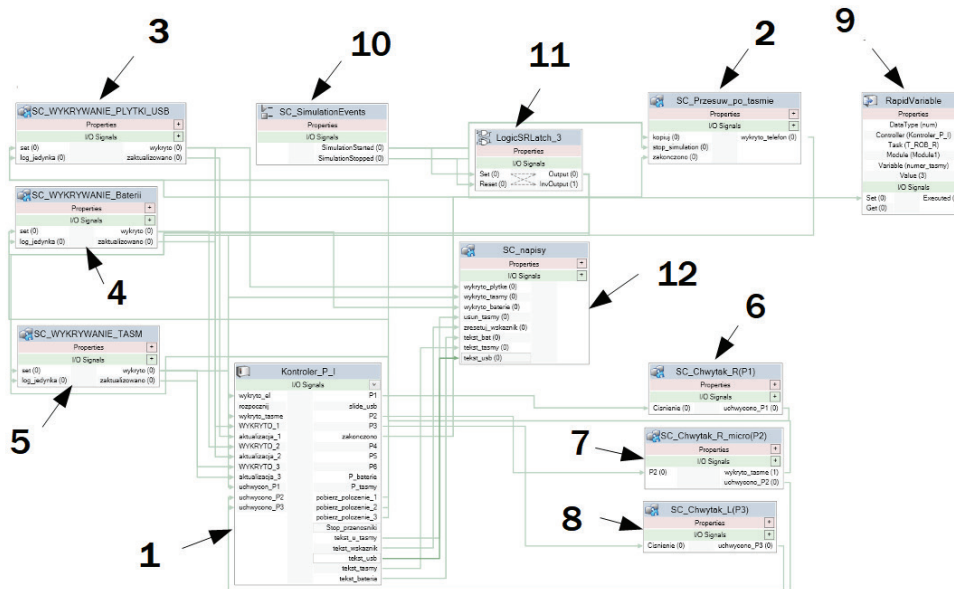 3
10
11
2
9
SC_WYKRYWANIE_PLYTKI_USB
Properties
I/O Signals
set (0)
wykryto (0)
log_jedynka (0)
zaktualizowano (0)
SC_SimulationEvents
I/O Signals
SimulationStarted (0)
SimulationStopped (0)
LogicSRLatch_3
Properties
I/O Signals
Set (0)
Output (0)
Reset (0)
InvOutput (1)
SC_Przesuw_po_tasmie
Properties
I/O Signals
kopiuj (0)
wykryto_telefon (0)
stop_simulation (0)
zakonczono (0)
RapidVariable
Properties
DataType (num)
Controller (Kontroler_P_I)
Task (T_ROB_R)
Module (Module1)
Variable (numer_tasmy)
Value (3)
I/O Signals
Set (0)
Executed (
Get (0)
SC_WYKRYWANIE_Baterii
Properties
I/O Signals
set (0)
wykryto (0)
log_jedynka (0)
zaktualizowano (0)
4
SC_napisy
Properties
I/O Signals
wykryto_plytke (0)
wykryto_tasmy (0)
wykryto_baterie (0)
usun_tasmy (0)
zresetuj_wskaznik (0)
tekst_bat (0)
tekst_tasmy (0)
tekst_usb (0)
12
SC_WYKRYWANIE_TASM
Properties
I/O Signals
set (0)
wykryto (0)
log_jedynka (0)
zaktualizowano (0)
5
Kontroler_P_I
I/O Signals
wykryto_el
P1
rozpocznij
slide_usb
wykryto_tasme
P2
WYKRYTO_1
P3
aktualizacja_1
zakonczono
WYKRYTO_2
P4
aktualizacja_2
P5
WYKRYTO_3
P6
aktualizacja_3
P_baterie
uchwycon_P1
P_tasmy
uchwycono_P2
pobierz_polozenie_1
uchwycono_P3
pobierz_polozenie_2
pobierz_polozenie_3
Stop_przenosniki
tekst_u_tasmy
tekst_wskaznik
tekst_usb
tekst_tasmy
tekst_bateria
1
6
SC_Chwytak_R(P1)
Properties
I/O Signals
Cisnienie (0)
uchwycono_P1 (0)
7
SC_Chwytak_R_micro(P2)
Properties
I/O Signals
P2 (0)
wykryto_tasme (1)
uchwycono_P2 (0)
8
SC_Chwytak_L(P3)
Properties
I/O Signals
Cisnienie (0)
uchwycono_P3 (0)